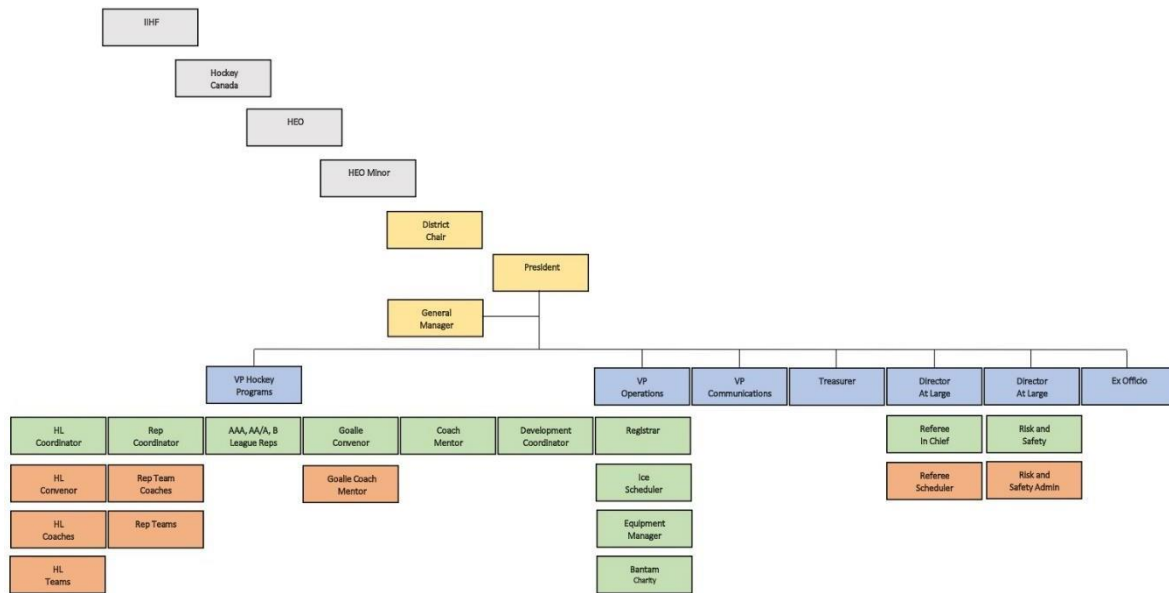 IIHF
Hockey
Canada
HEO
HEO Minor
District
Chair
President
General
Manager
VP Hockey
Programs
VP
Operations
VP
Communications
Treasurer
Director
At Large
Director
At Large
Ex Officio
HL
Coordinator
Rep
Coordinator
AAA, AA/A, B
League Reps
Goalie
Convenor
Coach
Mentor
Development
Coordinator
Registrar
Referee
In Chief
Risk and
Safety
HL
Convenor
Rep Team
Coaches
Goalie Coach
Mentor
Ice
Scheduler
Referee
Scheduler
Risk and
Safety Admin
HL
Coaches
Rep Teams
Equipment
Manager
HL
Teams
Bantam
Charity